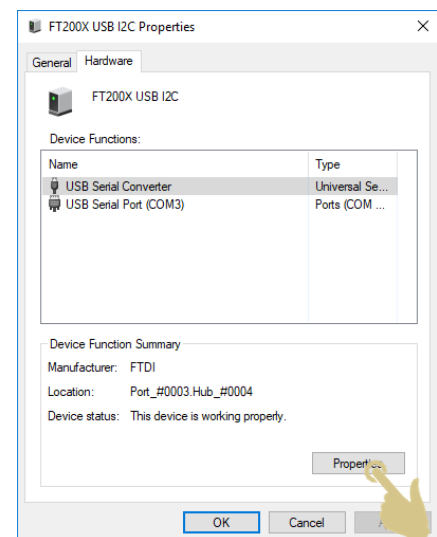 FT200X USB I2C Properties
General Hardware
FT200X USB I2C
Device Functions:
Name Type
USB Serial Converter Universal Se...
USB Serial Port (COM3) Ports (COM ...
Device Function Summary
Manufacturer: FTDI
Location: Port_#0003.Hub_#0004
Device status: This device is working properly.
Properties
OK Cancel